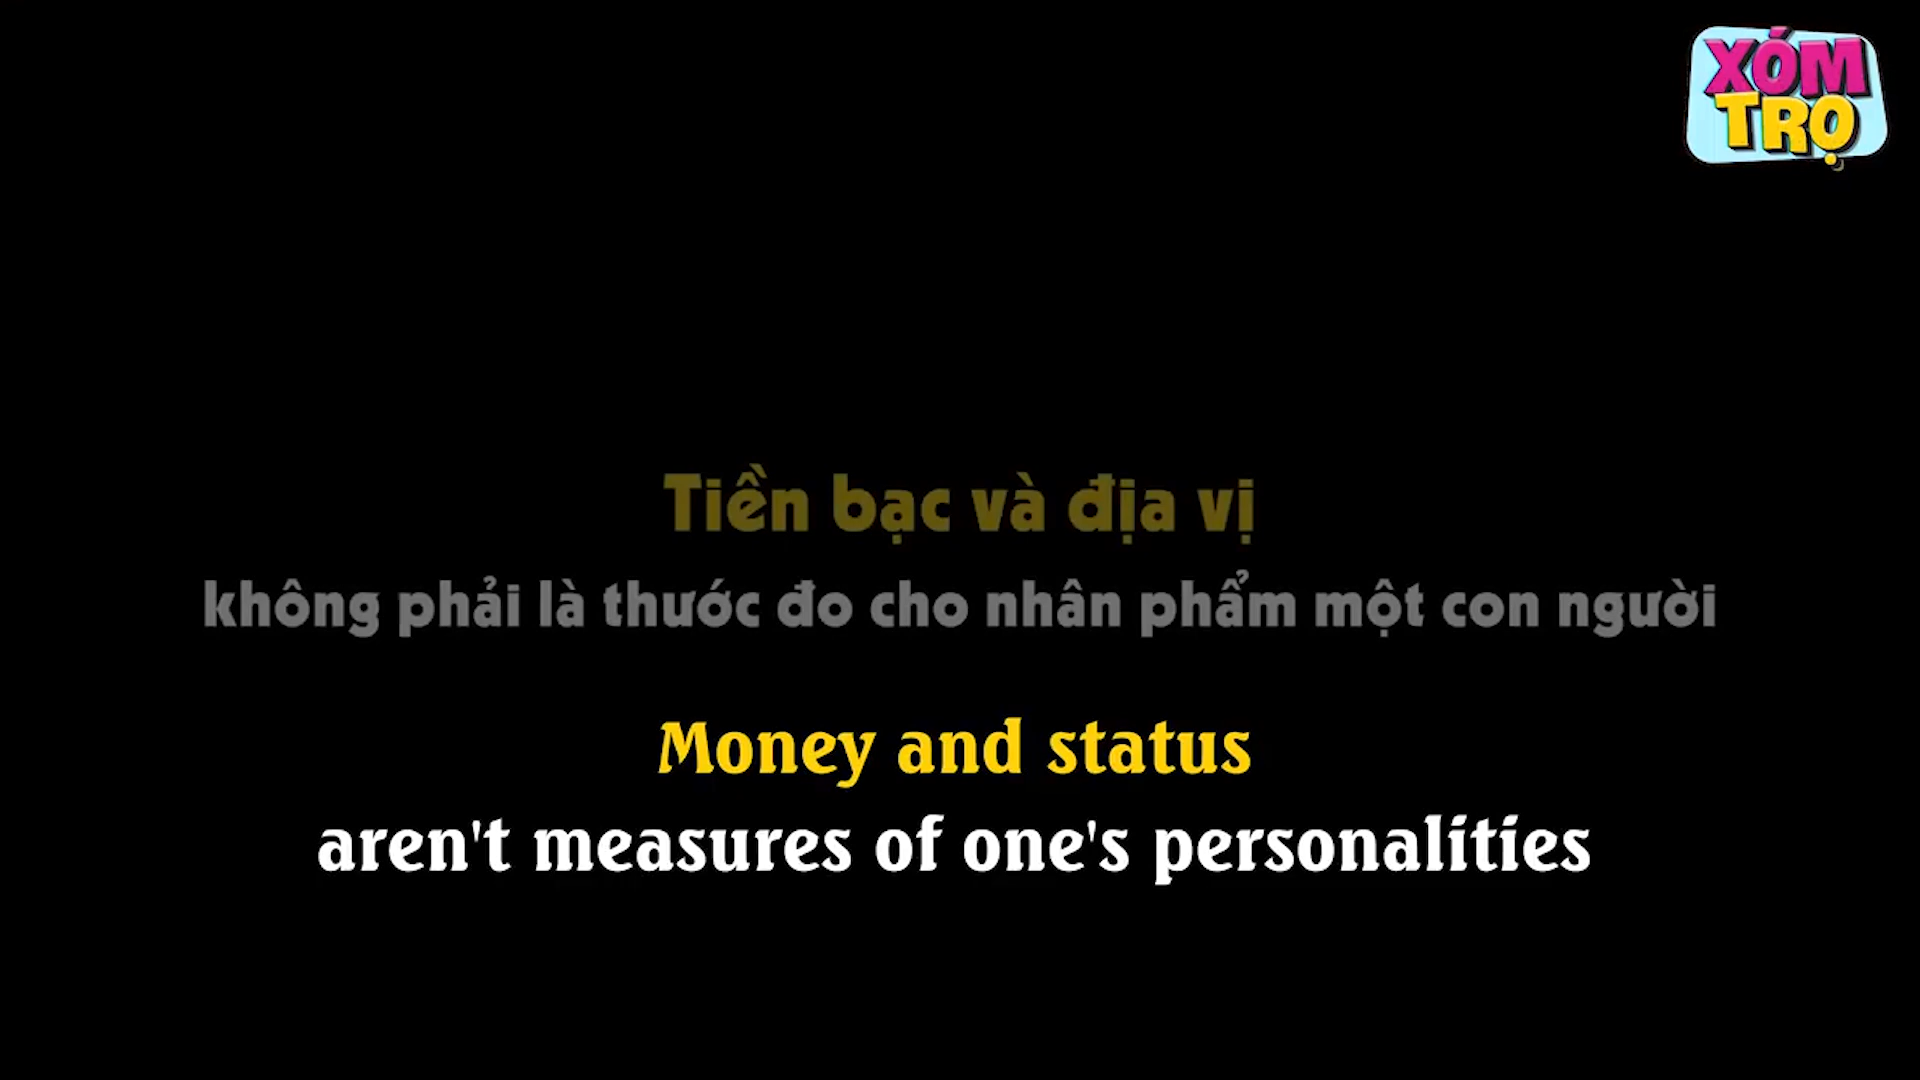 XÓM
TRỌ
Tiền bạc và địa vị
không phải là thước đo cho nhân phẩm một con người
Money and status
aren't measures of one's personalities